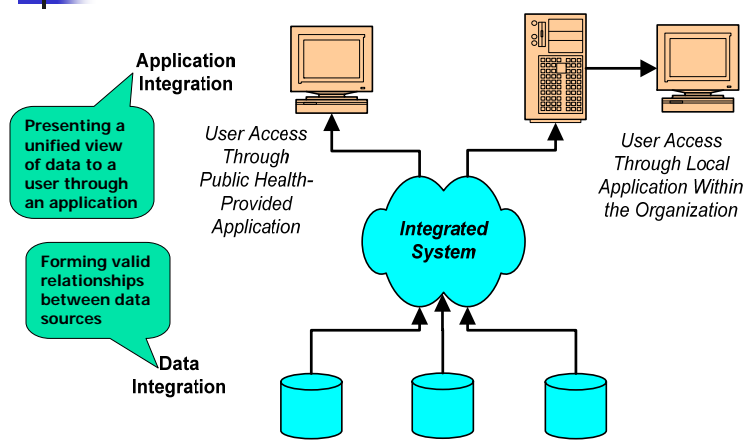 Application
Integration
Presenting a
unified view
of data to a
user through
an application
User Access
Through
Public Health-
Provided
Application
User Access
Through Local
Application Within
the Organization
Integrated
System
Forming valid
relationships
between data
sources
Data
Integration